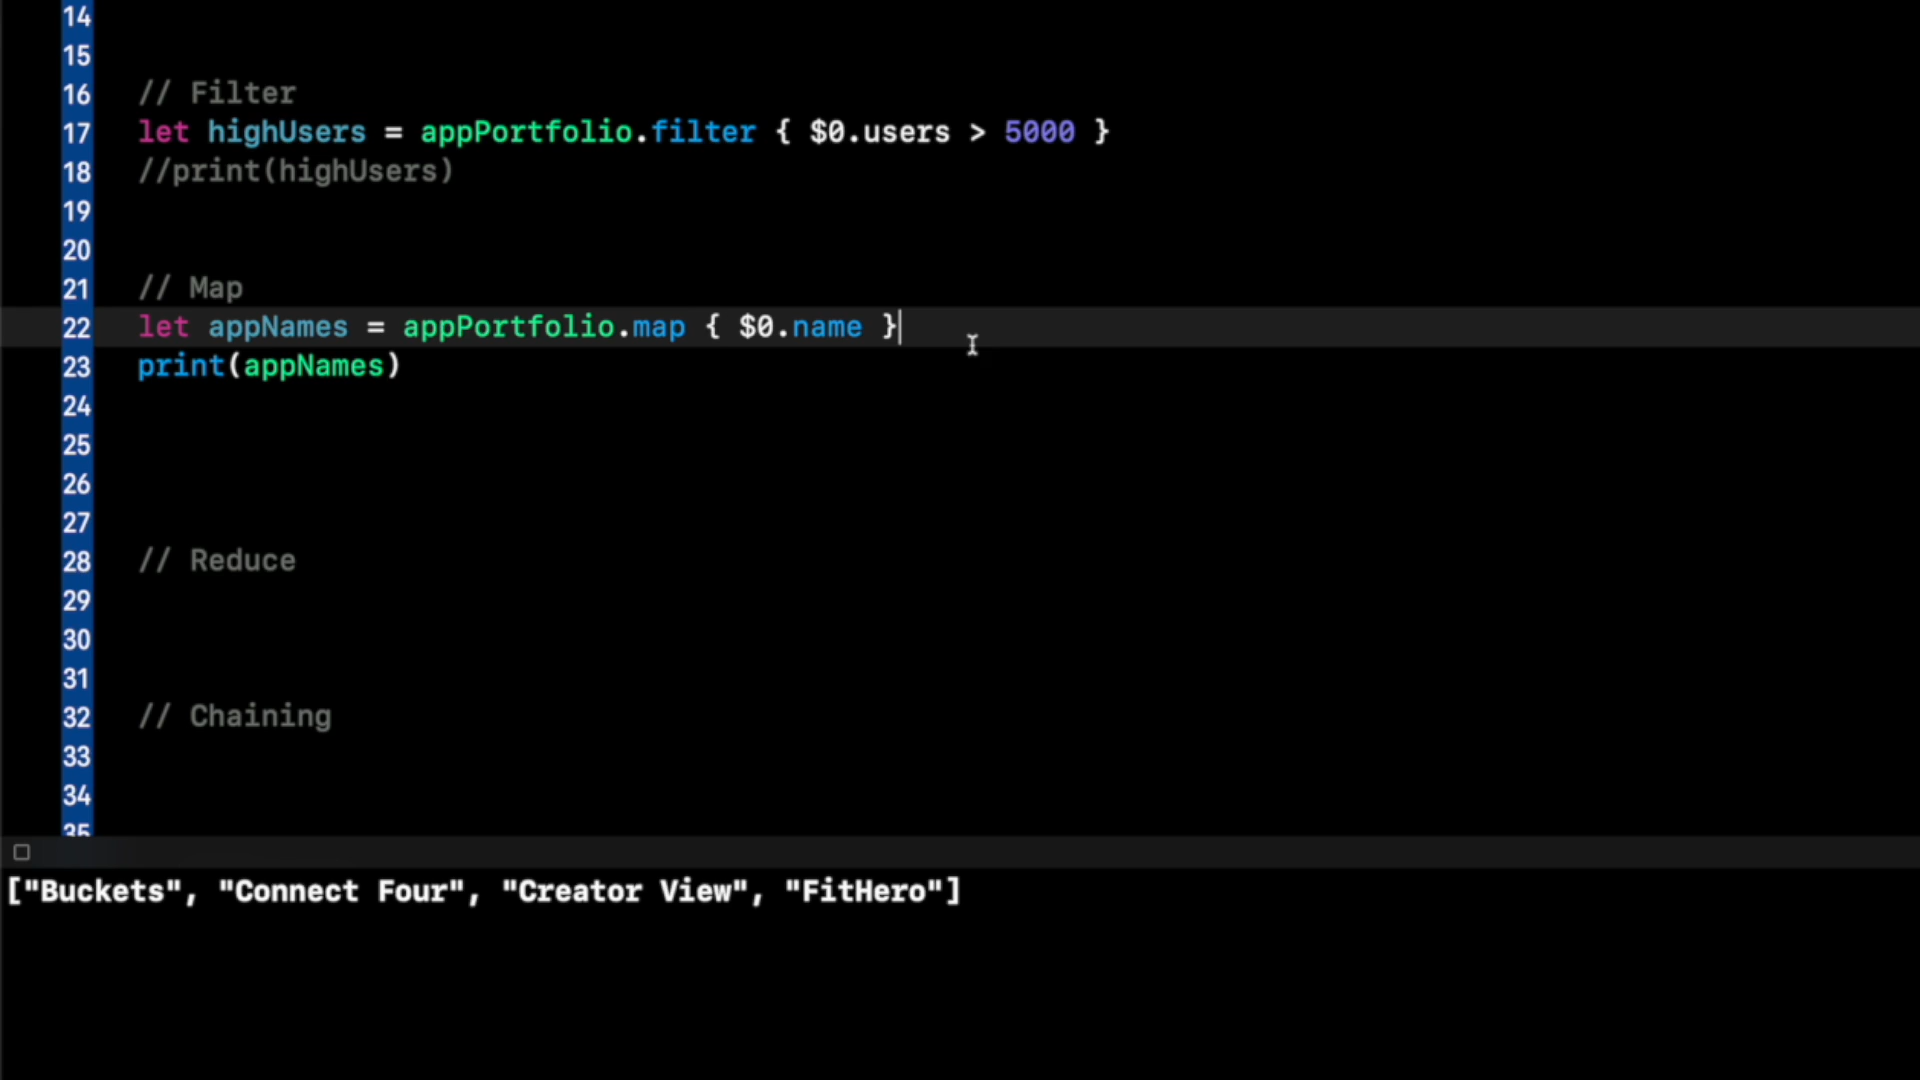 14
15
16 // Filter
17 let highUsers = appPortfolio.filter { $0.users > 5000 }
18 //print(highUsers)
19
20
21 // Map
22 let appNames = appPortfolio.map { $0.name }
23 print(appNames)
24
25
26
27
28 // Reduce
29
30
31
32 // Chaining
33
34
35
["Buckets", "Connect Four", "Creator View", "FitHero"]